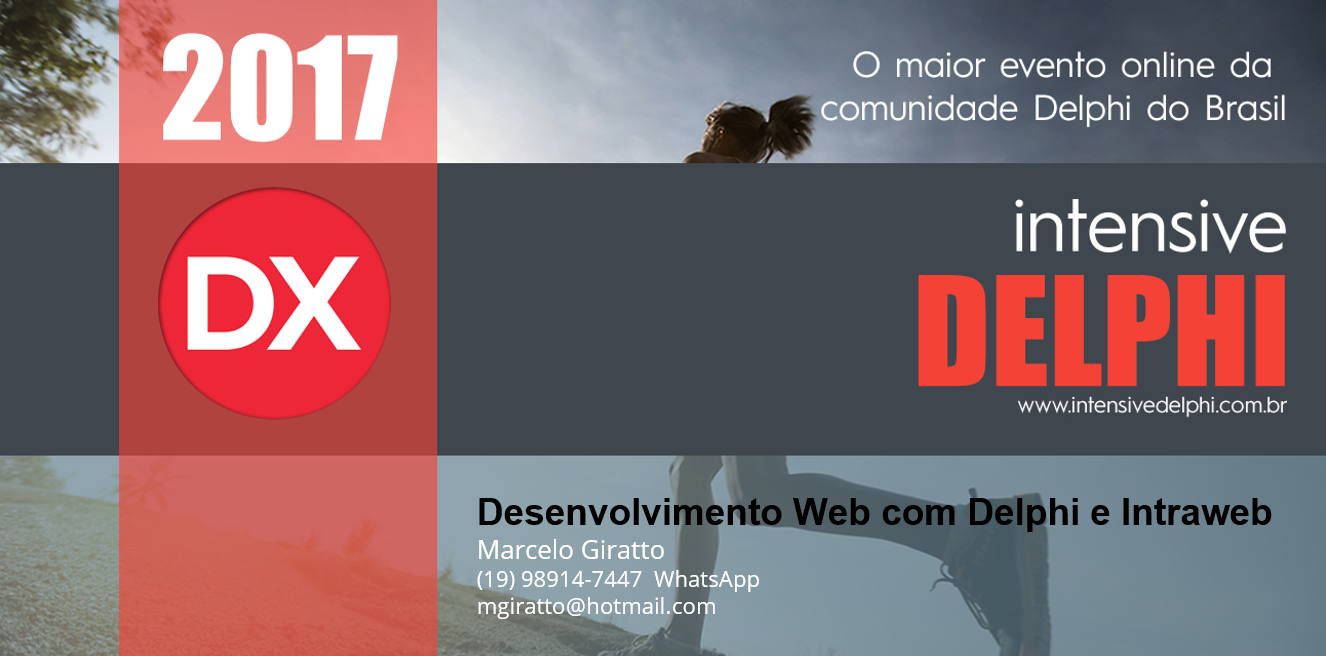 2017
O maior evento online da
comunidade Delphi do Brasil
DX
intensive
DELPHI
www.intensivedelphi.com.br
Desenvolvimento Web com Delphi e Intraweb
Marcelo Giratto
(19) 98914-7447 WhatsApp
mgiratto@hotmail.com